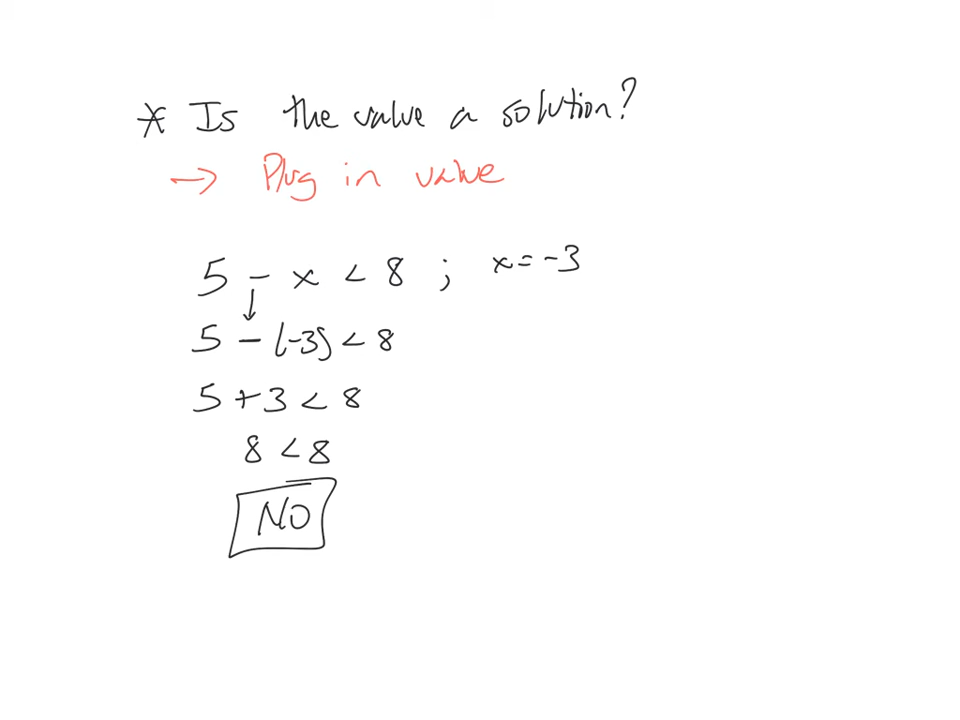 * Is the value a solution?
→ Plug in value
5 - x < 8 ; x = -3
↓
5 - (-3) < 8
5 + 3 < 8
8 < 8
NO